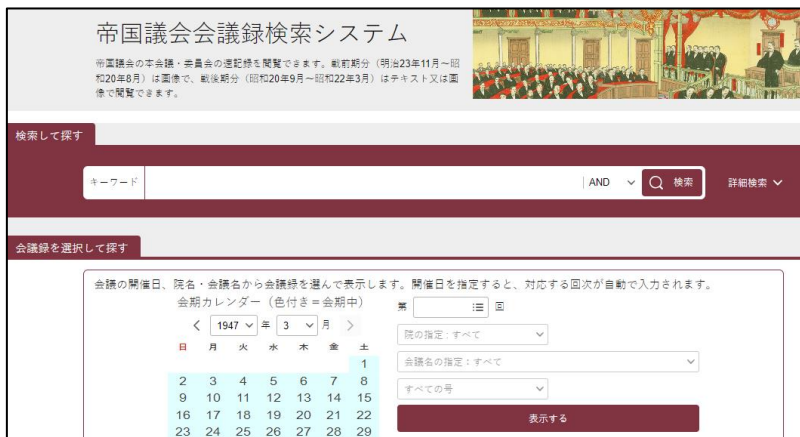 帝国議会会議録検索システム
帝国議会の本会議・委員会の速記録を閲覧できます。戦前期分（明治23年11月～昭
和20年8月）は画像で、戦後期分（昭和20年9月～昭和22年3月）はテキスト又は画
像で閲覧できます。
検索して探す
キーワード AND 検索 詳細検索
会議録を選択して探す
会議の開催日、院名・会議名から会議録を選んで表示します。開催日を指定すると、対応する回次が自動で入力されます。
会期カレンダー（色付き＝会期中） 第 回
1947 年 3 月
院の指定：すべて
日 月 火 水 木 金 土
会議名の指定：すべて
1
2 3 4 5 6 7 8
すべての号
9 10 11 12 13 14 15
16 17 18 19 20 21 22
表示する
23 24 25 26 27 28 29